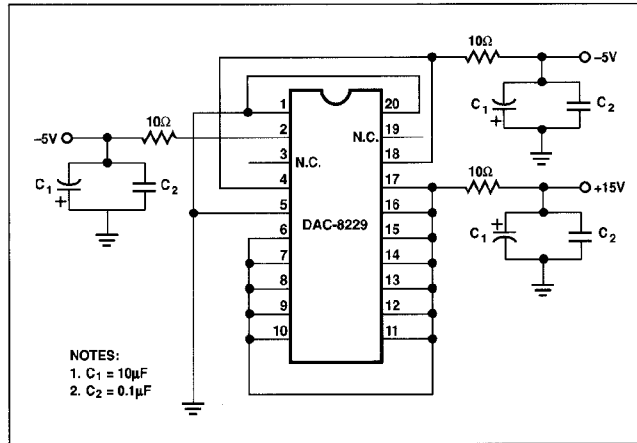 10Ω
–5V
C1
+
C2
10Ω
–5V
C1
+
C2
10Ω
+15V
+
C1
C2
1
2
3
4
5
6
7
8
9
10
20
19
18
17
16
15
14
13
12
11
N.C.
N.C.
DAC-8229
NOTES:
1. C1 = 10µF
2. C2 = 0.1µF